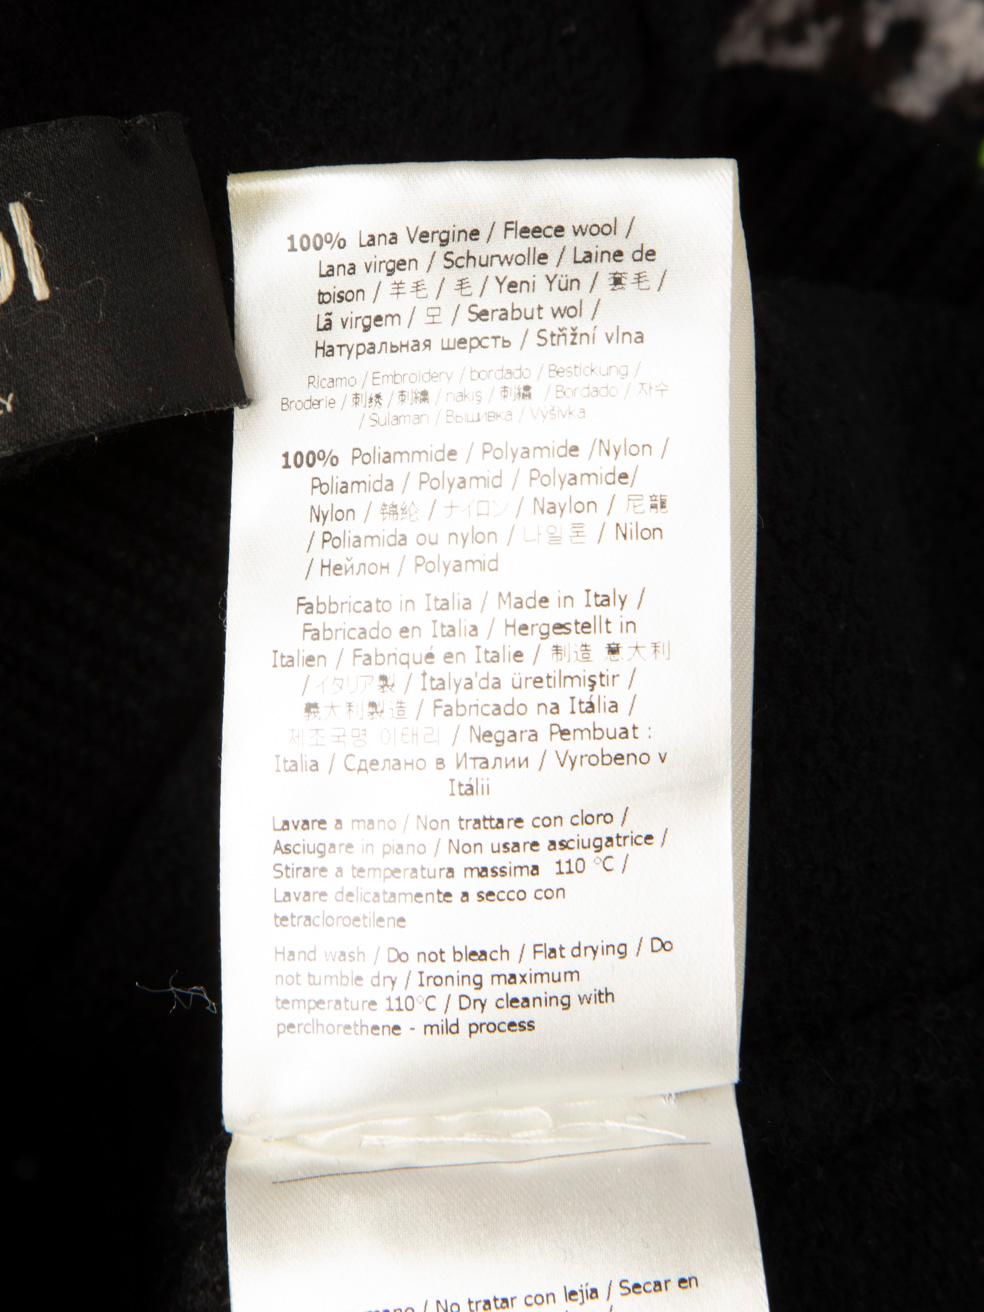 DI
LY
100% Lana Vergine / Fleece wool /
Lana virgen / Schurwolle / Laine de
toison / 羊毛 / 毛 / Yeni Yün / 套毛 /
Lã virgem / 모 / Serabut wol /
Натуральная шерсть / Stňžní vlna
Ricamo / Embroidery / bordado / Bestickung /
Broderie / 刺绣 / 刺繍 / nakış / 刺繡 / Bordado / 자수
/ Sulaman / Вышивка / Výšivka
100% Poliammide / Polyamide /Nylon /
Poliamida / Polyamid / Polyamide/
Nylon / 锦纶 / ナイロン / Naylon / 尼龍
/ Poliamida ou nylon / 나일론 / Nilon
/ Нейлон / Polyamid
Fabbricato in Italia / Made in Italy /
Fabricado en Italia / Hergestellt in
Italien / Fabriqué en Italie / 制造 意大利
/ イタリア製 / İtalya'da üretilmiştir /
義大利製造 / Fabricado na Itália /
제조국명 이태리 / Negara Pembuat :
Italia / Сделано в Италии / Vyrobeno v
Itálii
Lavare a mano / Non trattare con cloro /
Asciugare in piano / Non usare asciugatrice /
Stirare a temperatura massima 110 °C /
Lavare delicatamente a secco con
tetracloroetilene
Hand wash / Do not bleach / Flat drying / Do
not tumble dry / Ironing maximum
temperature 110°C / Dry cleaning with
perclhorethene - mild process
mano / No tratar con lejía / Secar en